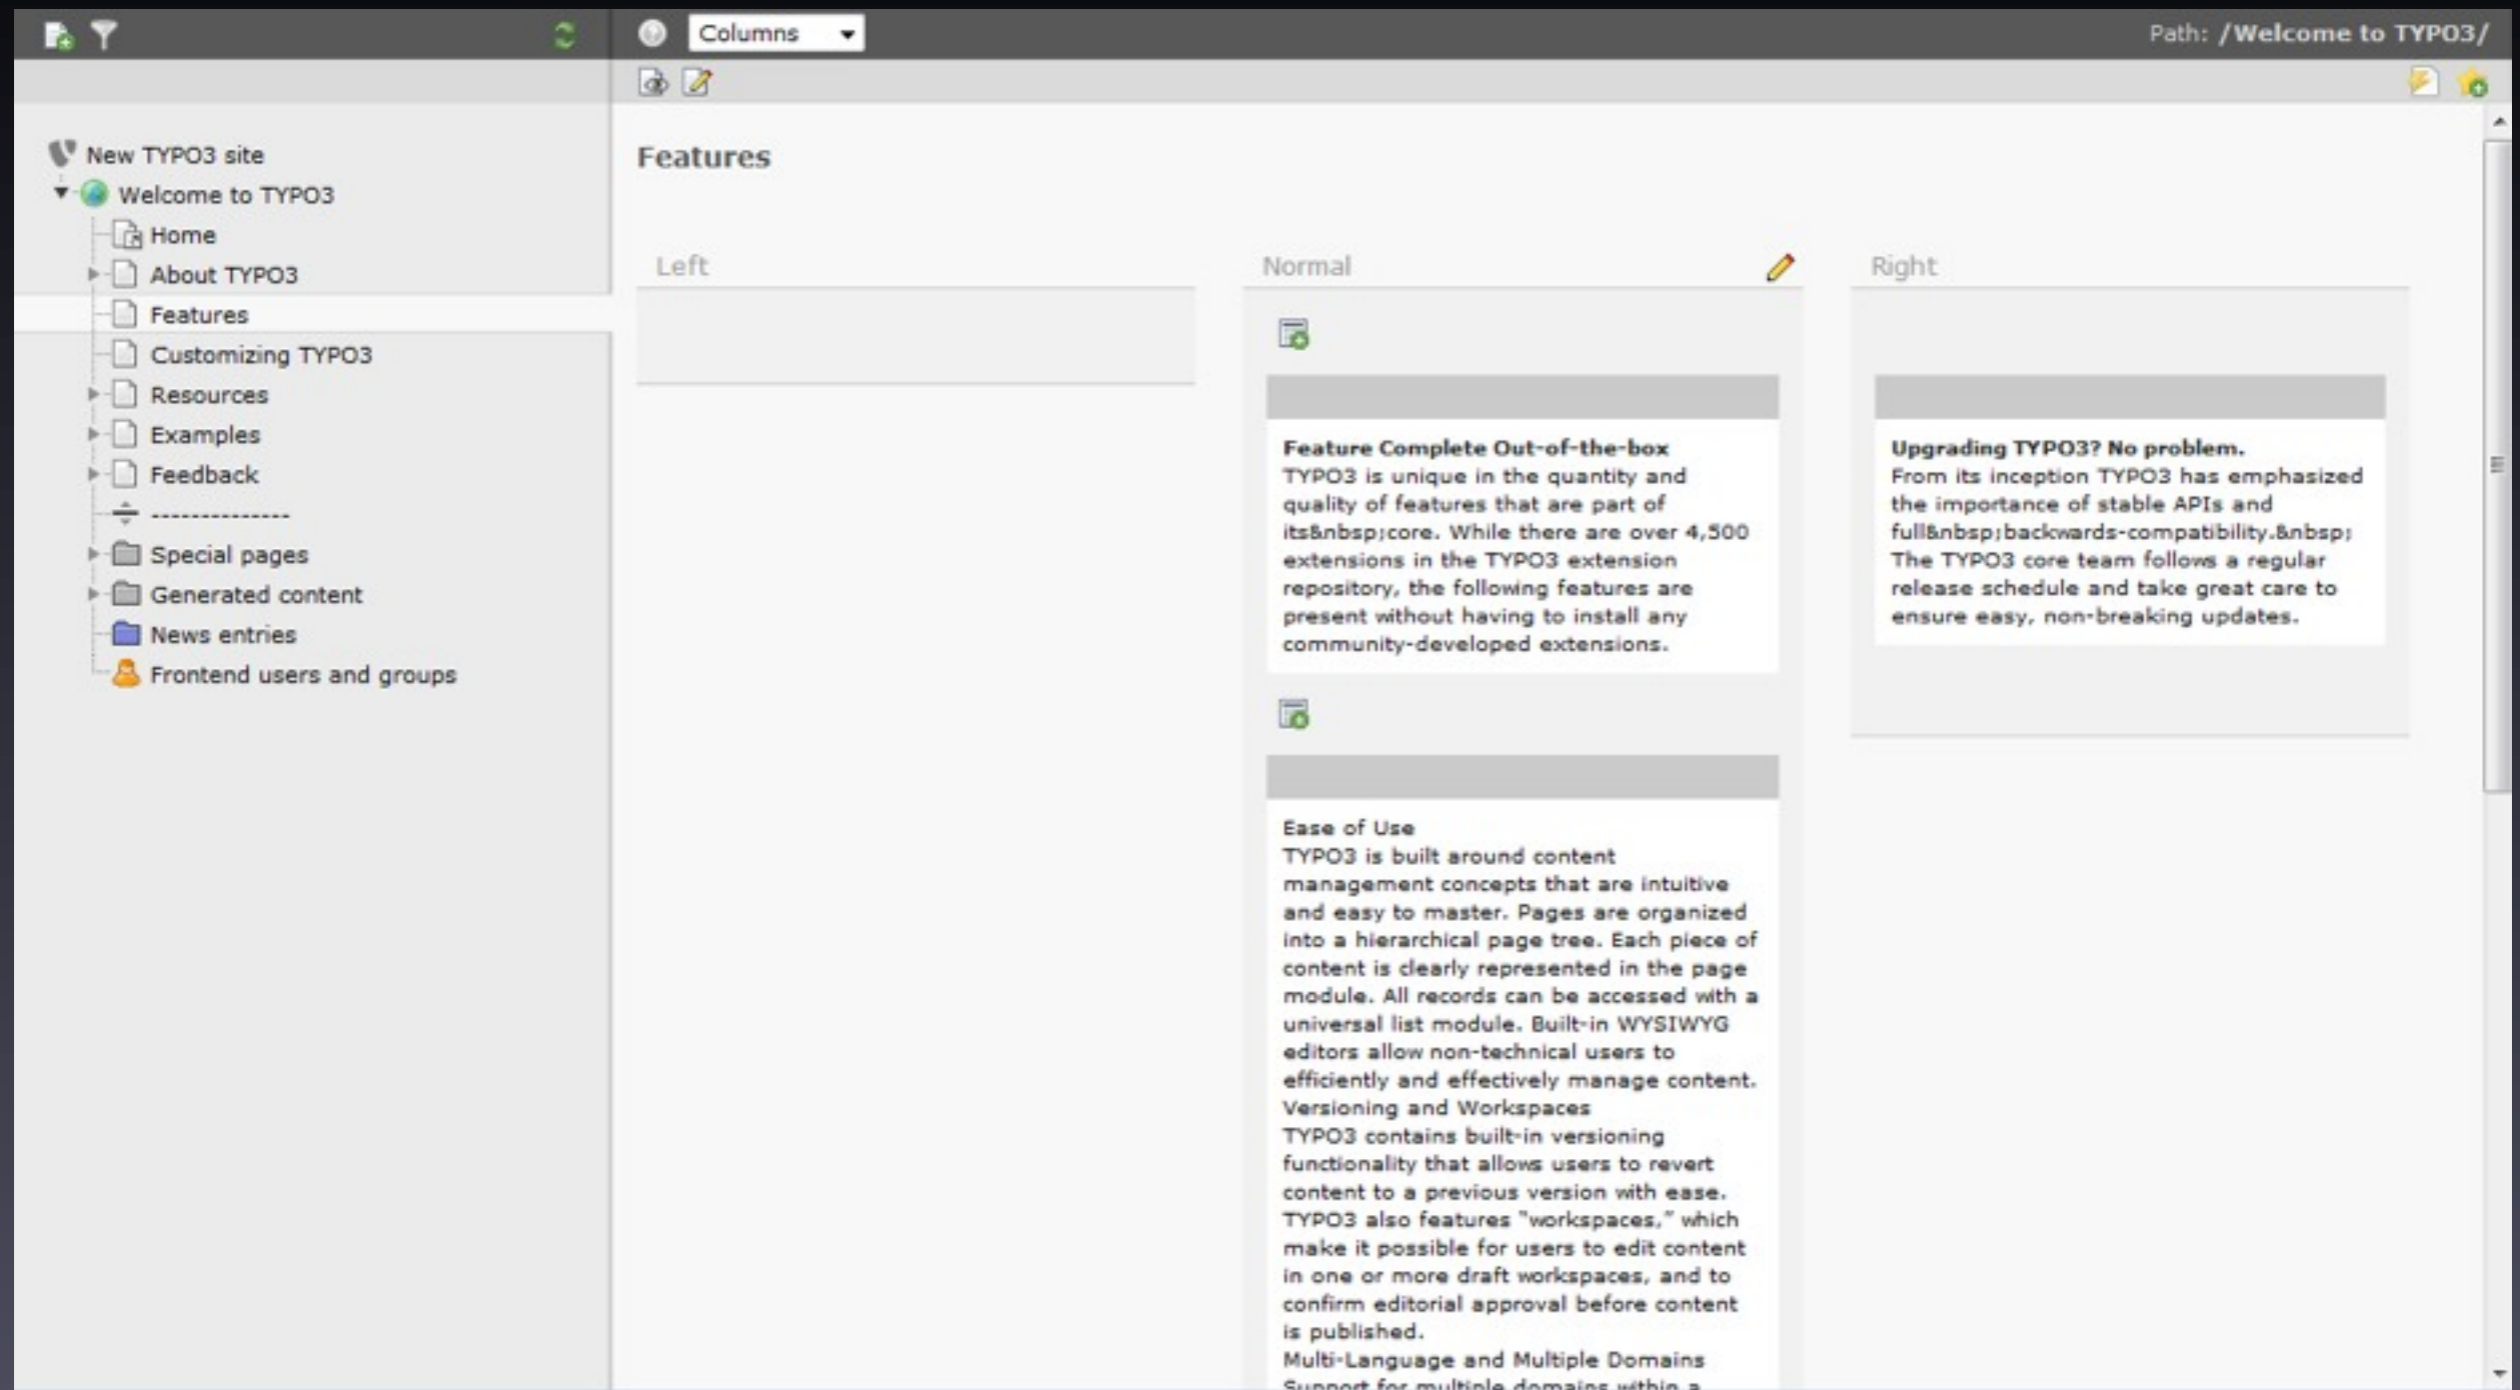 Columns
Path: /Welcome to TYPO3/
New TYPO3 site
Welcome to TYPO3
Home
About TYPO3
Features
Customizing TYPO3
Resources
Examples
Feedback
--------------
Special pages
Generated content
News entries
Frontend users and groups
Features
Left
Normal
Feature Complete Out-of-the-box
TYPO3 is unique in the quantity and
quality of features that are part of
its&nbsp;core. While there are over 4,500
extensions in the TYPO3 extension
repository, the following features are
present without having to install any
community-developed extensions.
Ease of Use
TYPO3 is built around content
management concepts that are intuitive
and easy to master. Pages are organized
into a hierarchical page tree. Each piece of
content is clearly represented in the page
module. All records can be accessed with a
universal list module. Built-in WYSIWYG
editors allow non-technical users to
efficiently and effectively manage content.
Versioning and Workspaces
TYPO3 contains built-in versioning
functionality that allows users to revert
content to a previous version with ease.
TYPO3 also features "workspaces," which
make it possible for users to edit content
in one or more draft workspaces, and to
confirm editorial approval before content
is published.
Multi-Language and Multiple Domains
Support for multiple domains within a
Right
Upgrading TYPO3? No problem.
From its inception TYPO3 has emphasized
the importance of stable APIs and
full&nbsp;backwards-compatibility.&nbsp;
The TYPO3 core team follows a regular
release schedule and take great care to
ensure easy, non-breaking updates.